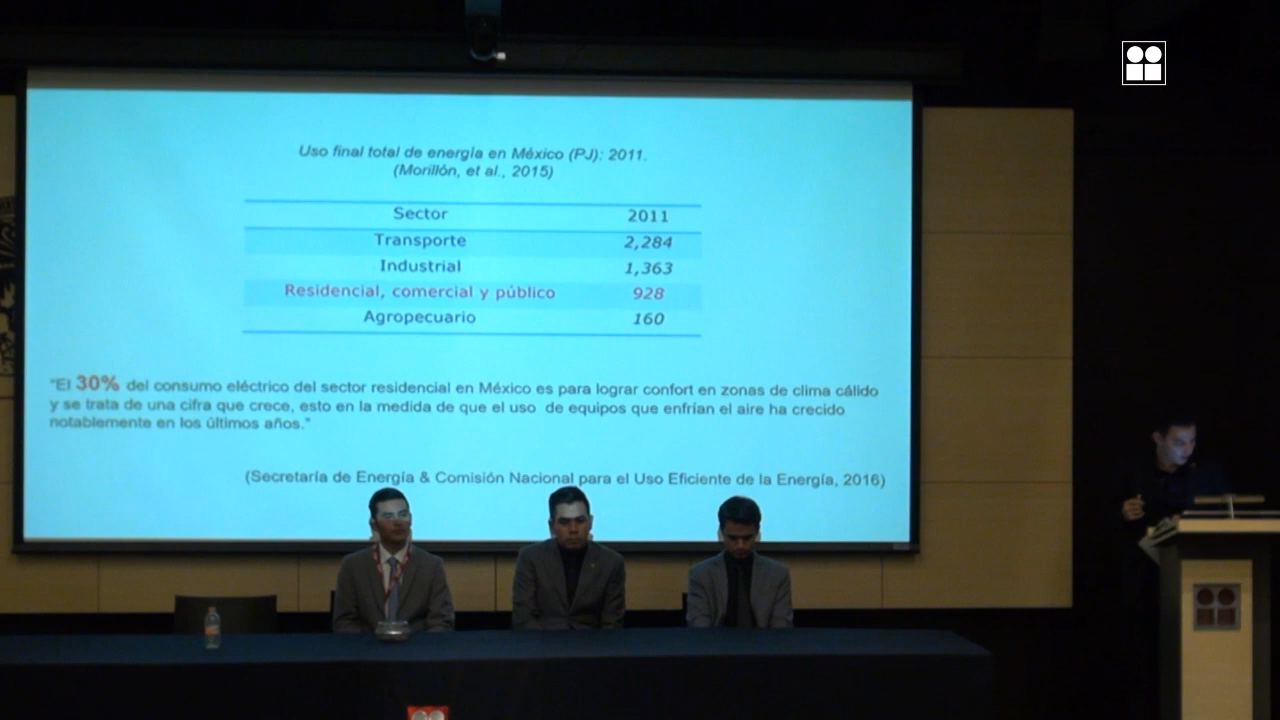 Uso final total de energía en México (PJ): 2011.
(Morillón, et al., 2015)
Sector 2011
Transporte 2,284
Industrial 1,363
Residencial, comercial y público 928
Agropecuario 160
"El 30% del consumo eléctrico del sector residencial en México es para lograr confort en zonas de clima cálido
y se trata de una cifra que crece, esto en la medida de que el uso de equipos que enfrían el aire ha crecido
notablemente en los últimos años."
(Secretaría de Energía & Comisión Nacional para el Uso Eficiente de la Energía, 2016)